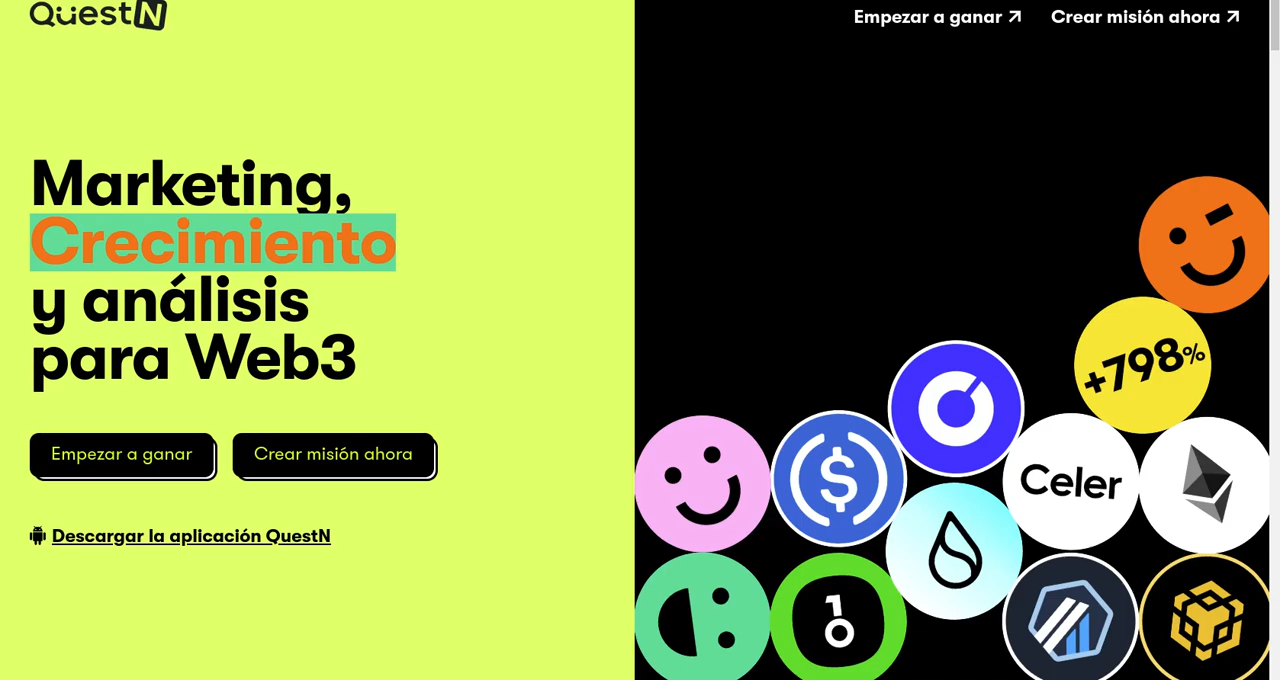 QuestN
Empezar a ganar
Crear misión ahora
Marketing,
Crecimiento
y análisis
para Web3
Empezar a ganar
Crear misión ahora
Descargar la aplicación QuestN
+798%
Celer